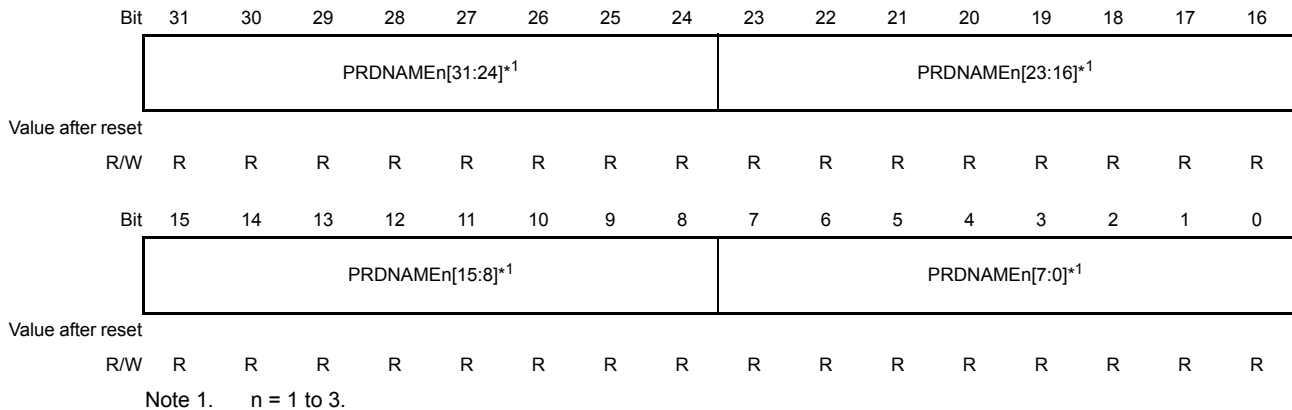 Bit 31 30 29 28 27 26 25 24 23 22 21 20 19 18 17 16
PRDNAMEn[31:24]*1 PRDNAMEn[23:16]*1
Value after reset
R/W R R R R R R R R R R R R R R R R
Bit 15 14 13 12 11 10 9 8 7 6 5 4 3 2 1 0
PRDNAMEn[15:8]*1 PRDNAMEn[7:0]*1
Value after reset
R/W R R R R R R R R R R R R R R R R
Note 1. n = 1 to 3.